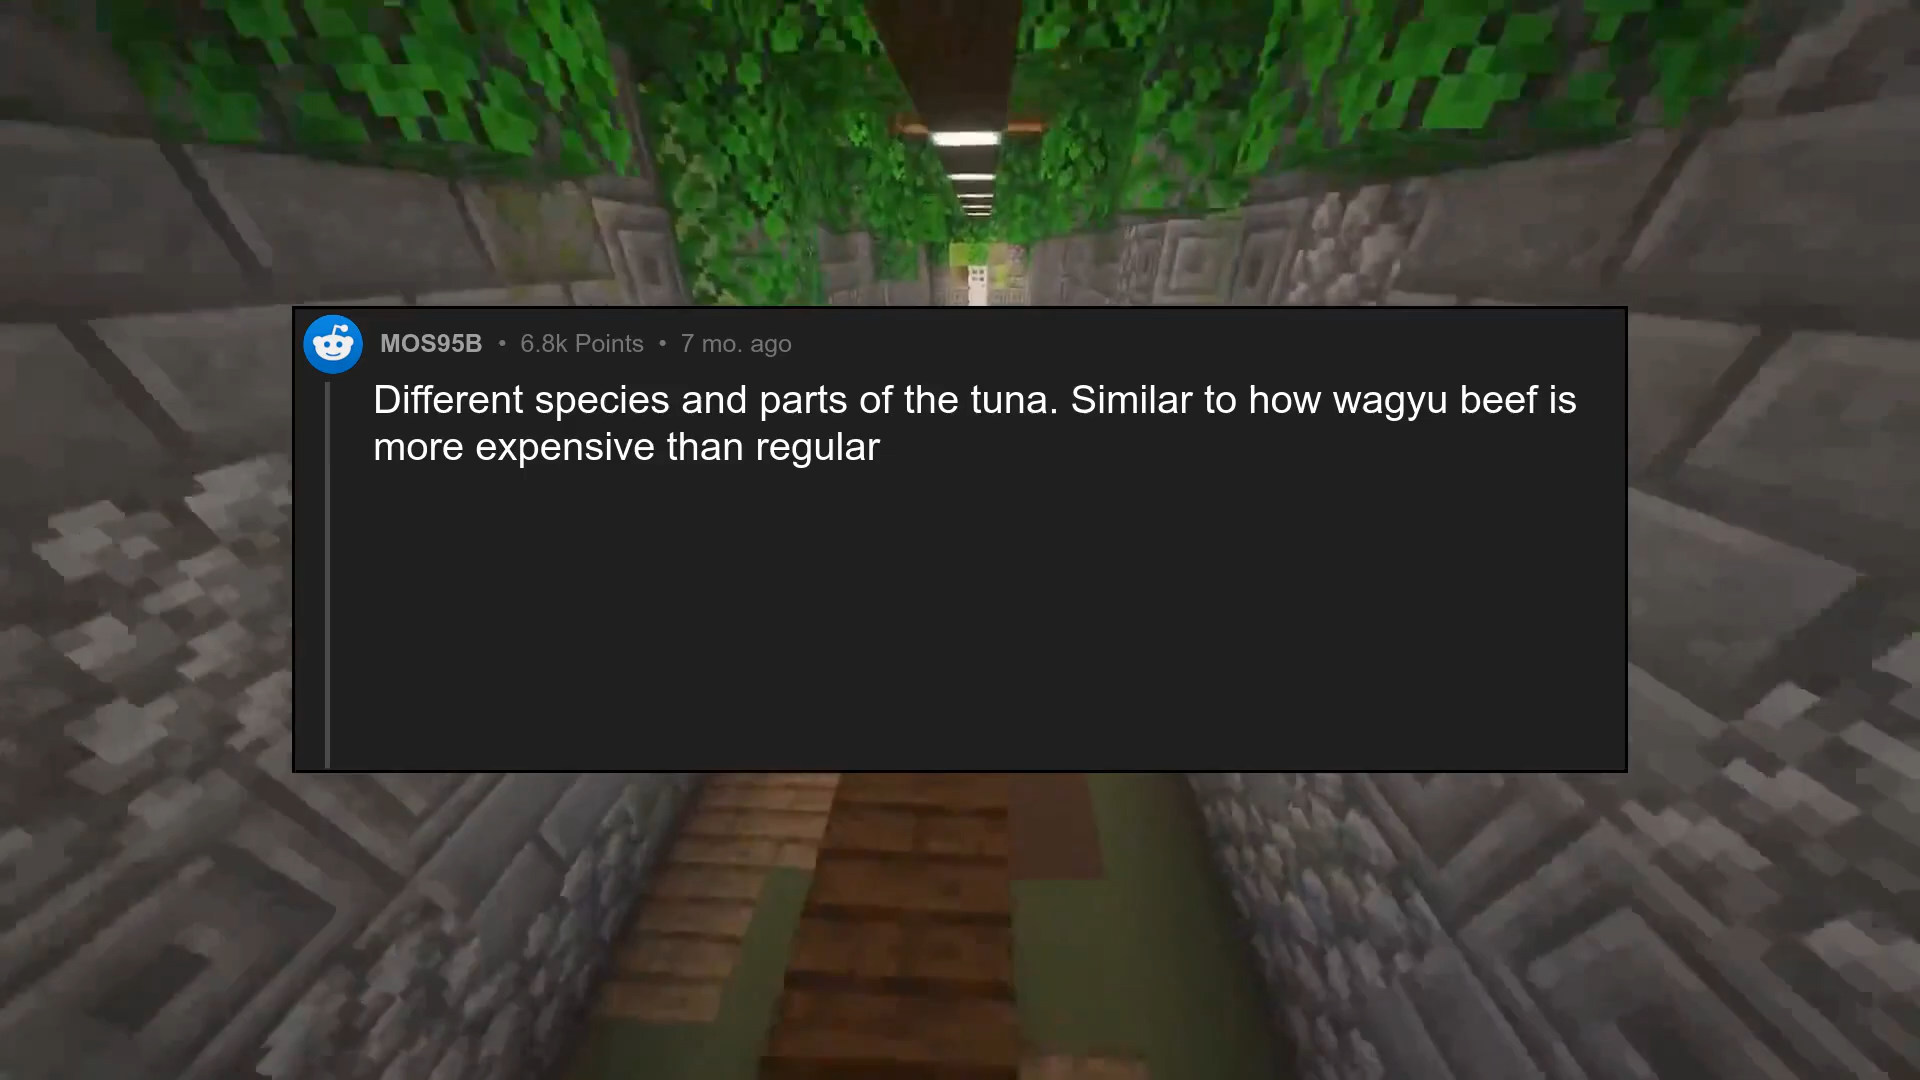 MOS95B • 6.8k Points • 7 mo. ago
Different species and parts of the tuna. Similar to how wagyu beef is
more expensive than regular